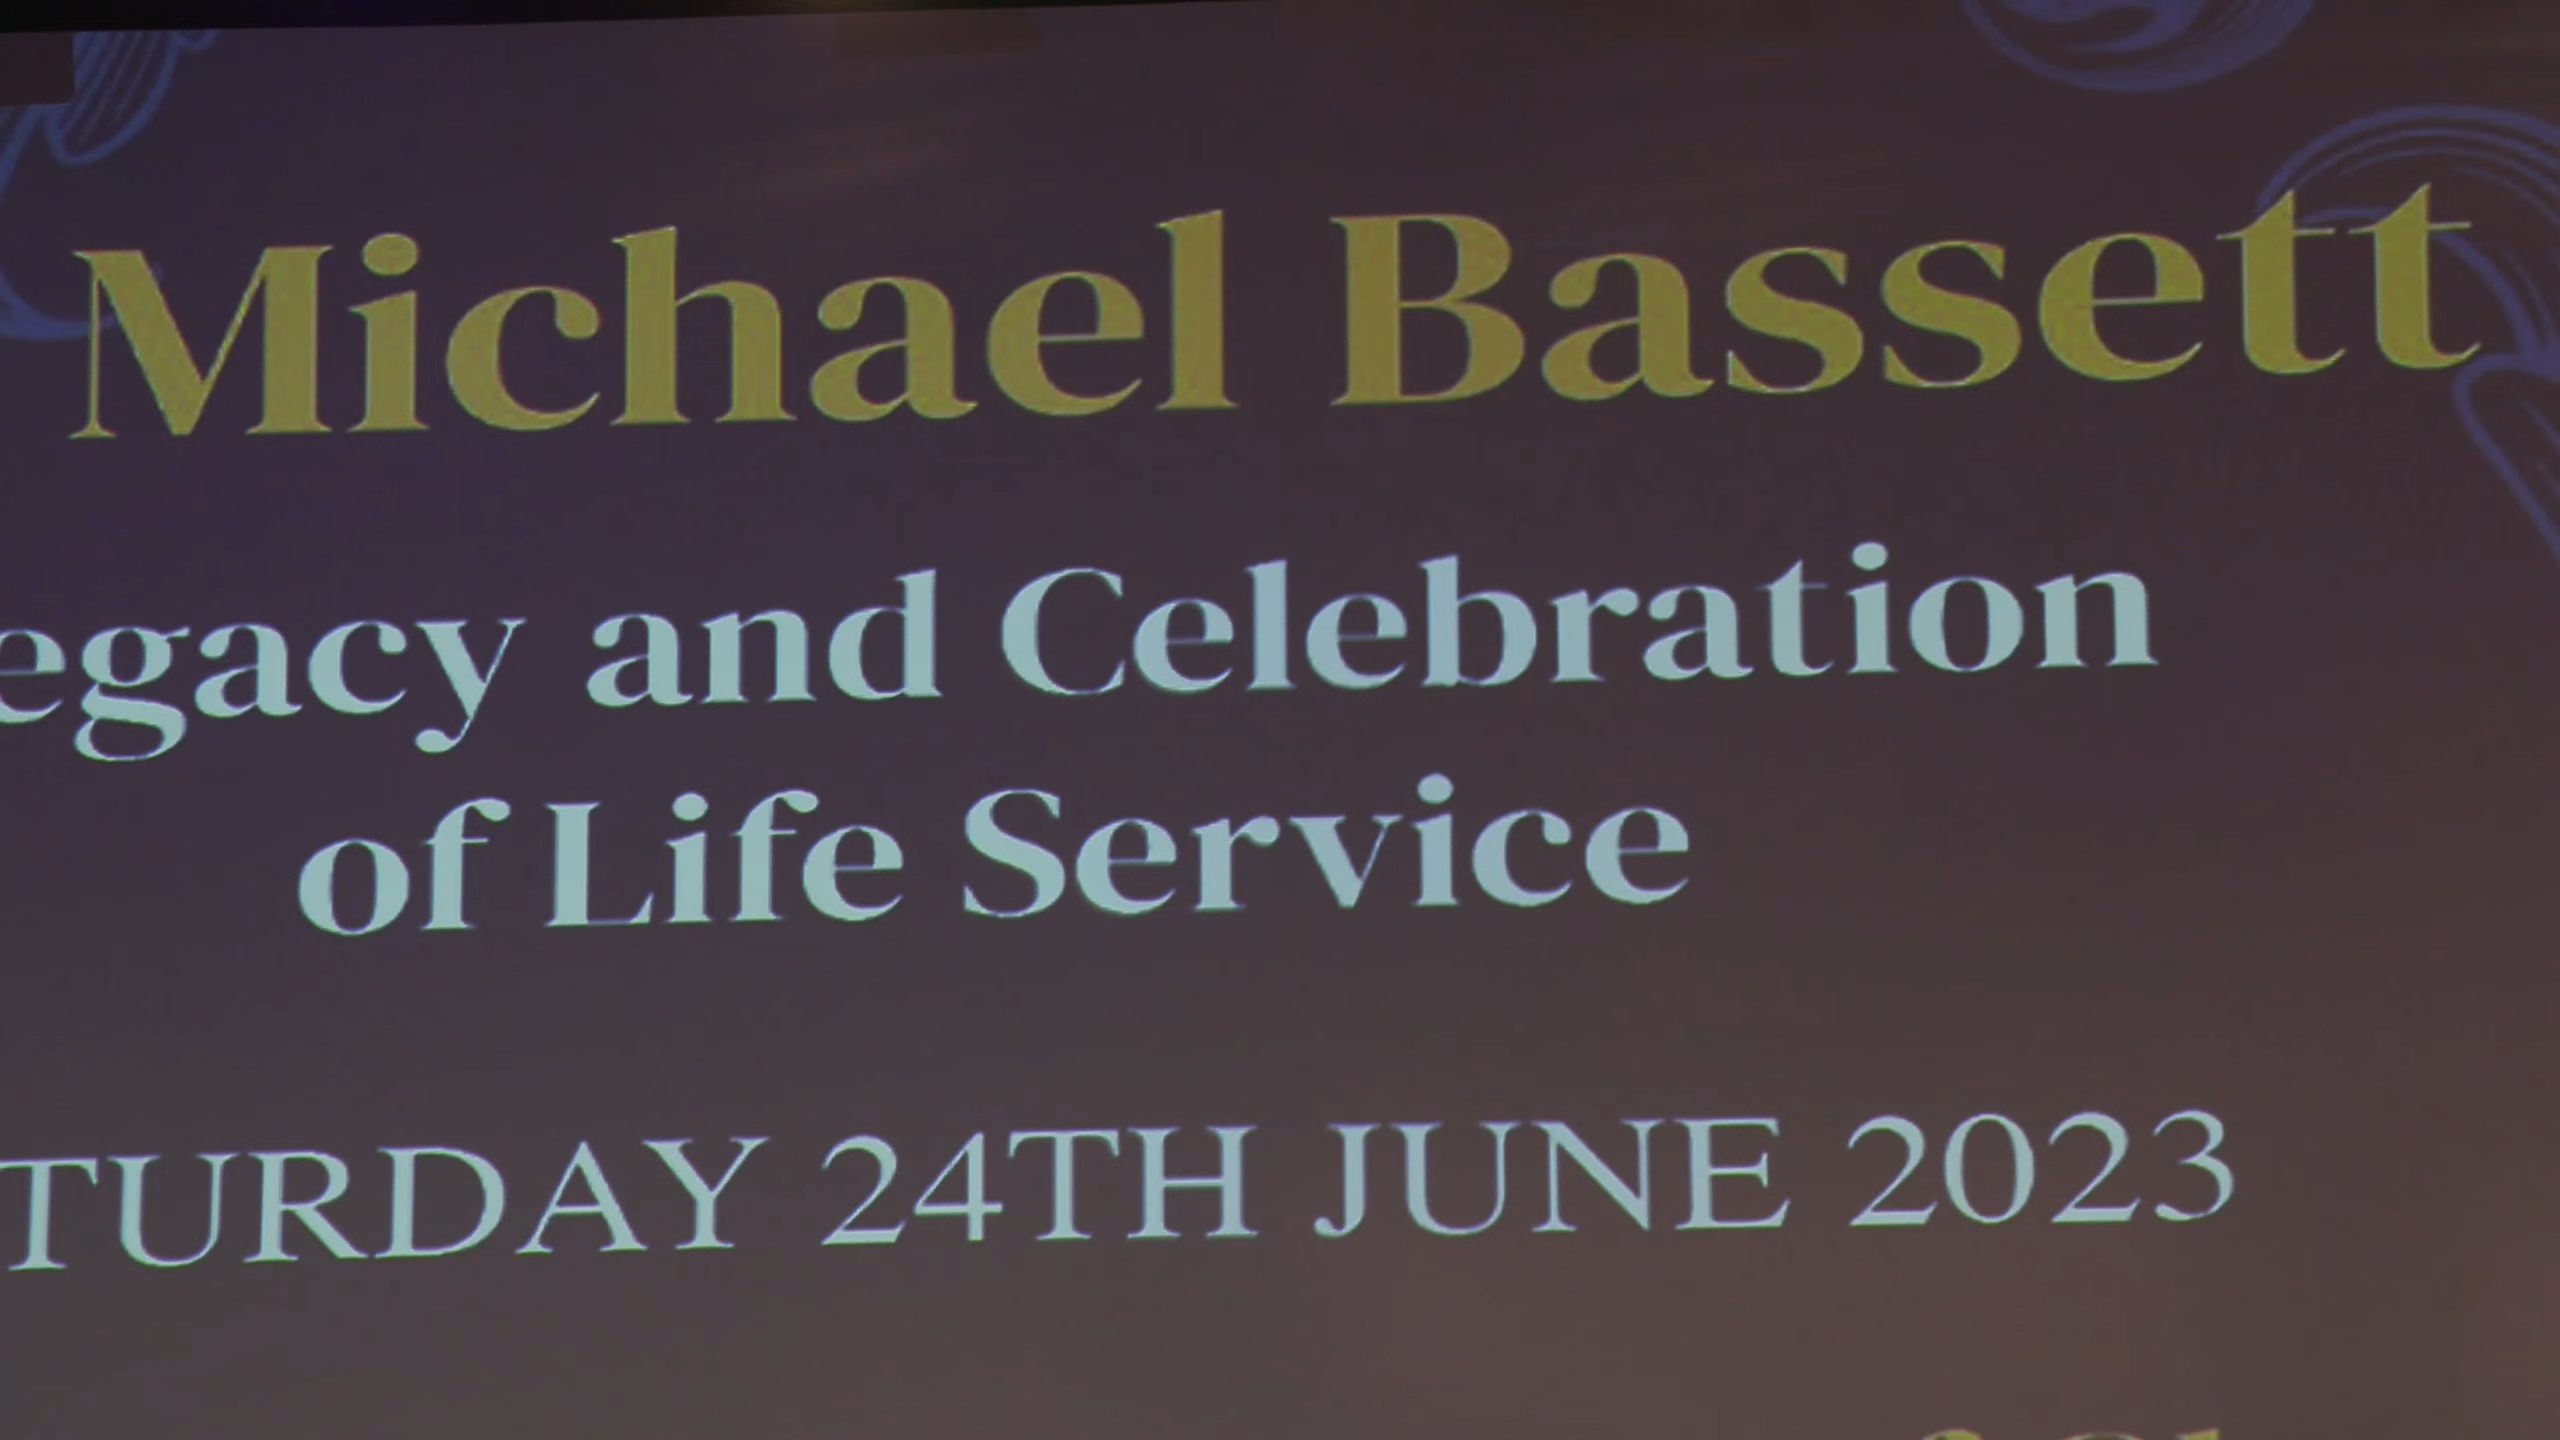 Michael Bassett
egacy and Celebration
of Life Service
TURDAY 24TH JUNE 2023